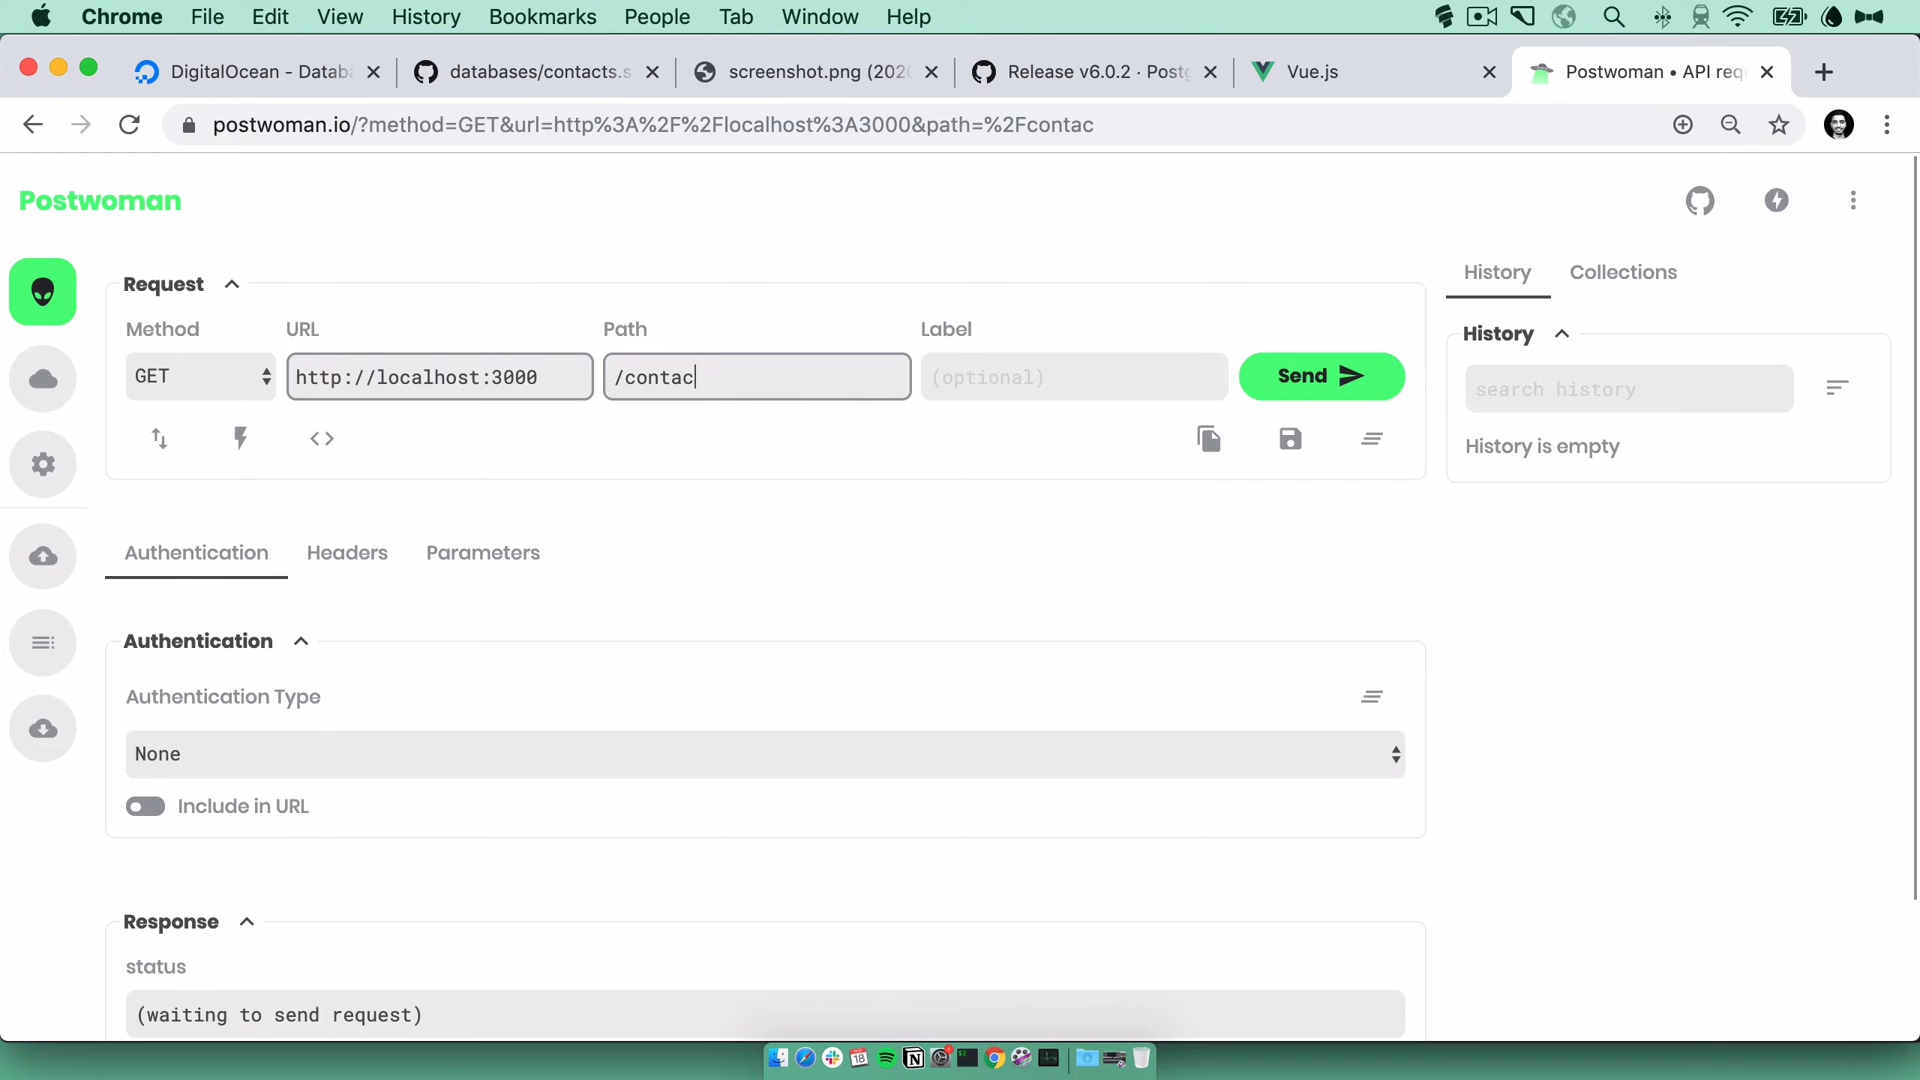 Chrome File Edit View History Bookmarks People Tab Window Help
DigitalOcean - Databa
databases/contacts.s
screenshot.png (202
Release v6.0.2 · Postg
Vue.js
Postwoman • API req
postwoman.io/?method=GET&url=http%3A%2F%2Flocalhost%3A3000&path=%2Fcontac
Postwoman
Request
Method URL Path Label
GET http://localhost:3000 /contac (optional) Send
History Collections
History
search history
History is empty
Authentication Headers Parameters
Authentication
Authentication Type
None
Include in URL
Response
status
(waiting to send request)
18